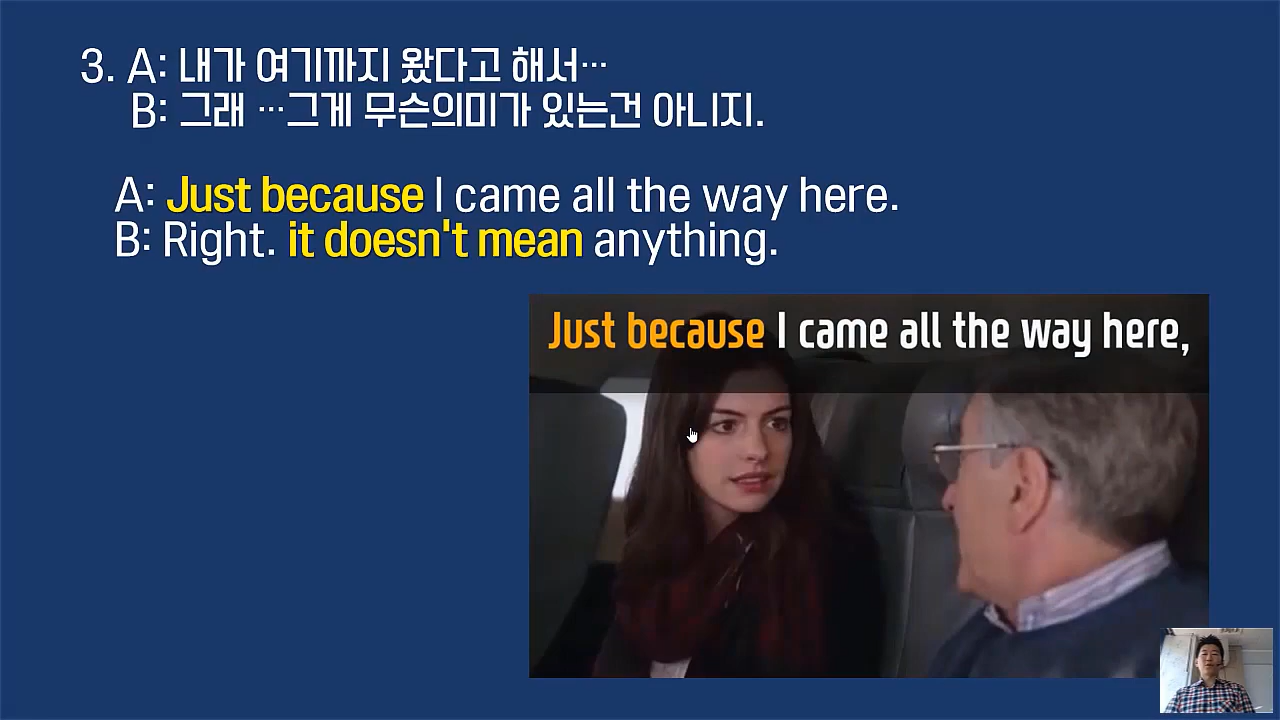 3. A: 내가 여기까지 왔다고 해서…
B: 그래 …그게 무슨의미가 있는건 아니지.
A: Just because I came all the way here.
B: Right. it doesn't mean anything.
Just because I came all the way here,